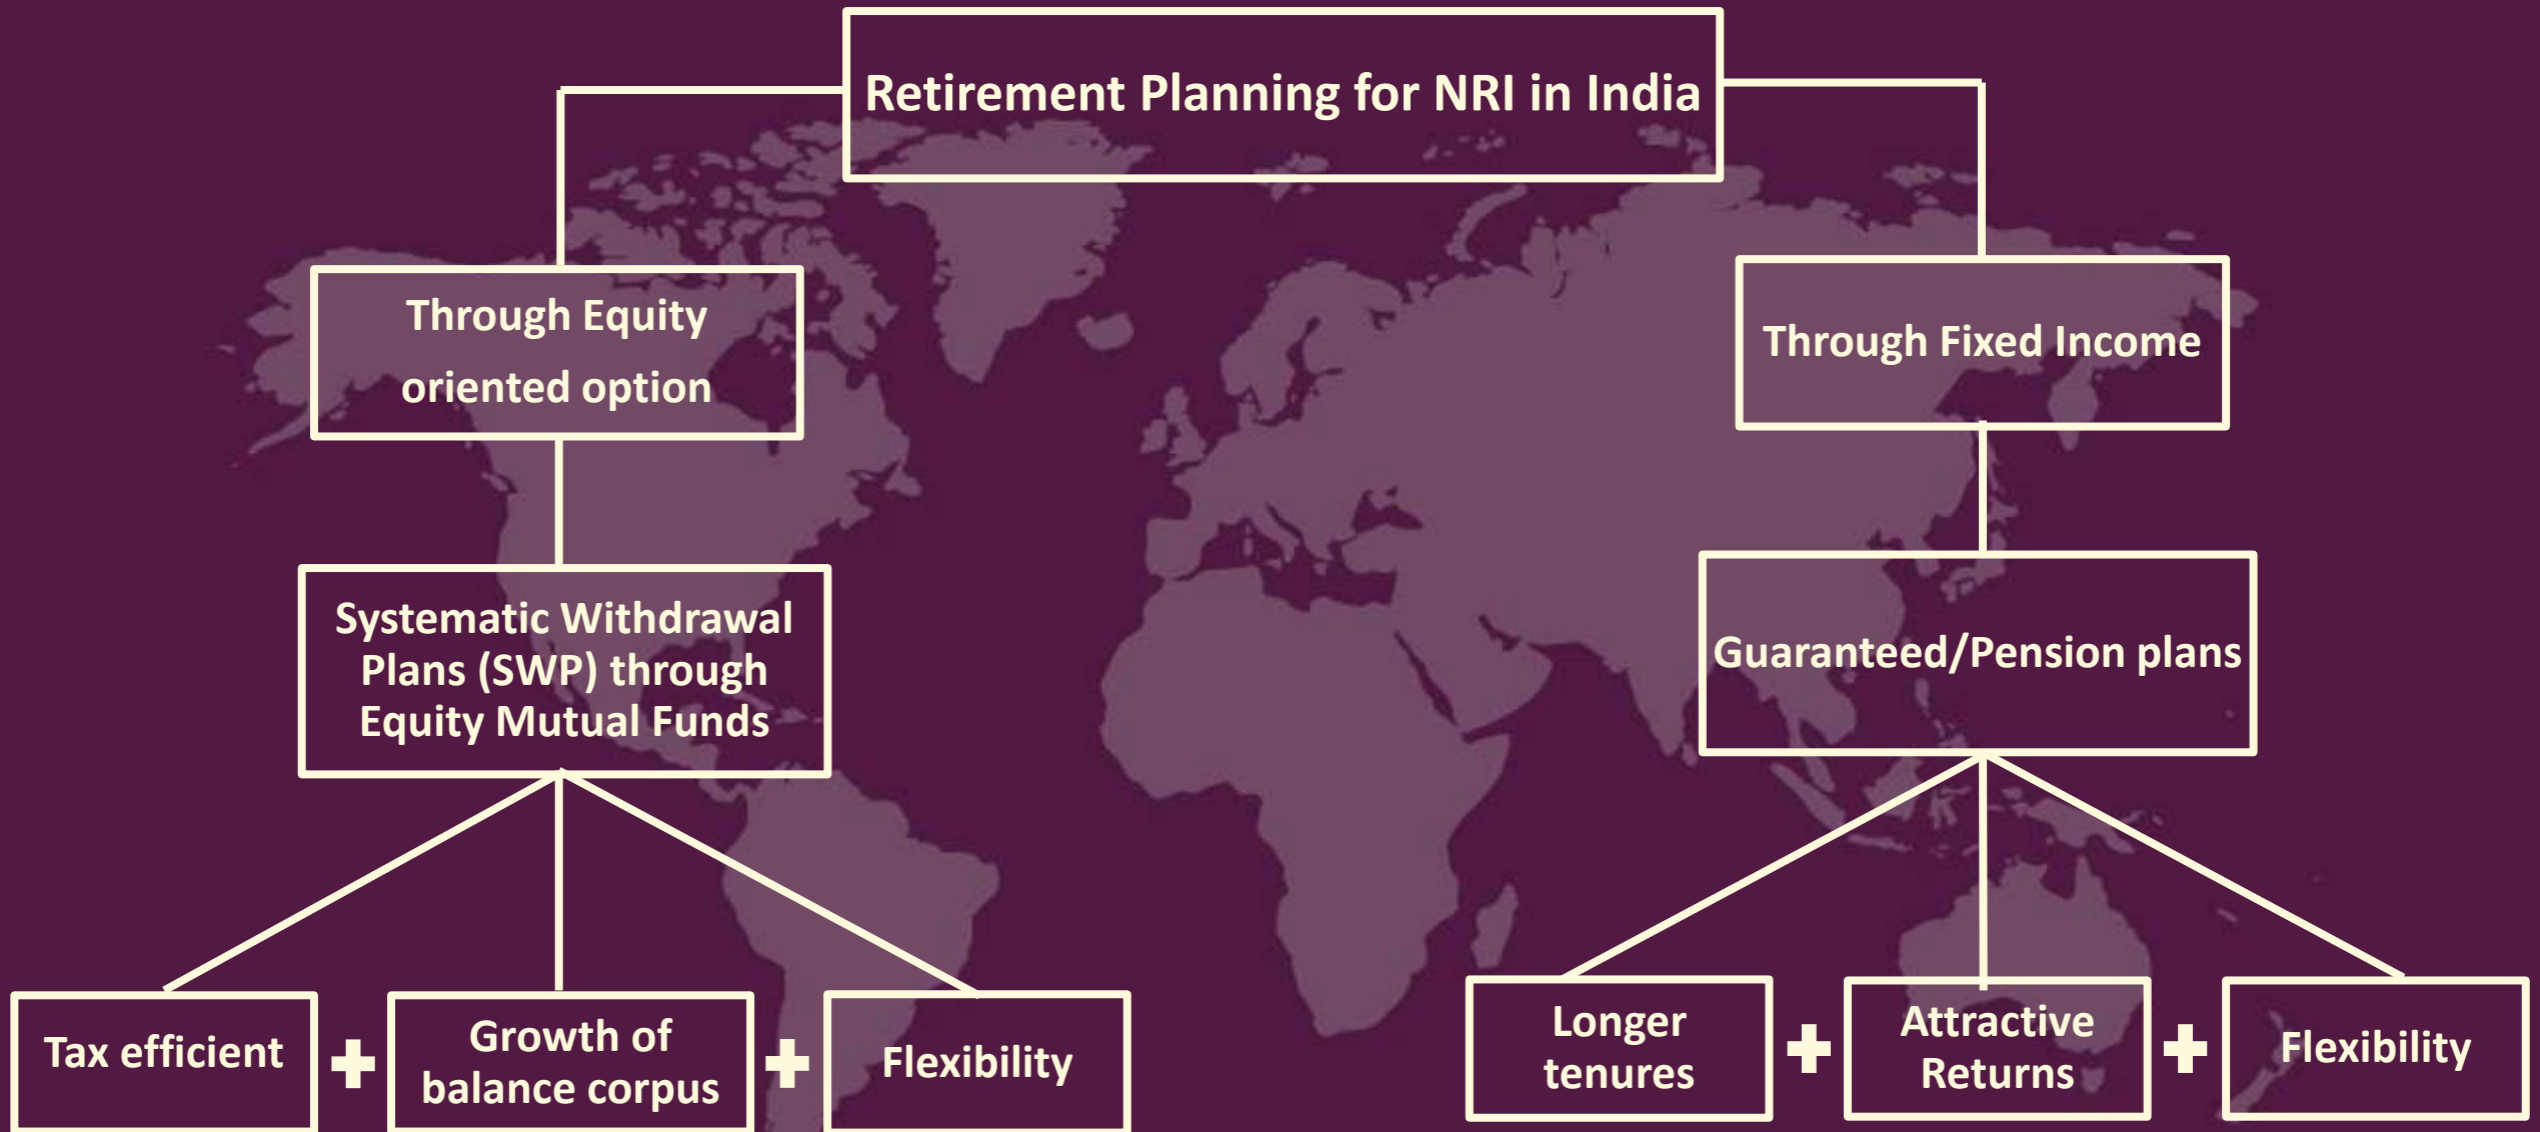 Retirement Planning for NRI in India
Through Equity
oriented option
Through Fixed Income
Systematic Withdrawal
Plans (SWP) through
Equity Mutual Funds
Guaranteed/Pension plans
Tax efficient
Growth of
balance corpus
Flexibility
Longer
tenures
Attractive
Returns
Flexibility